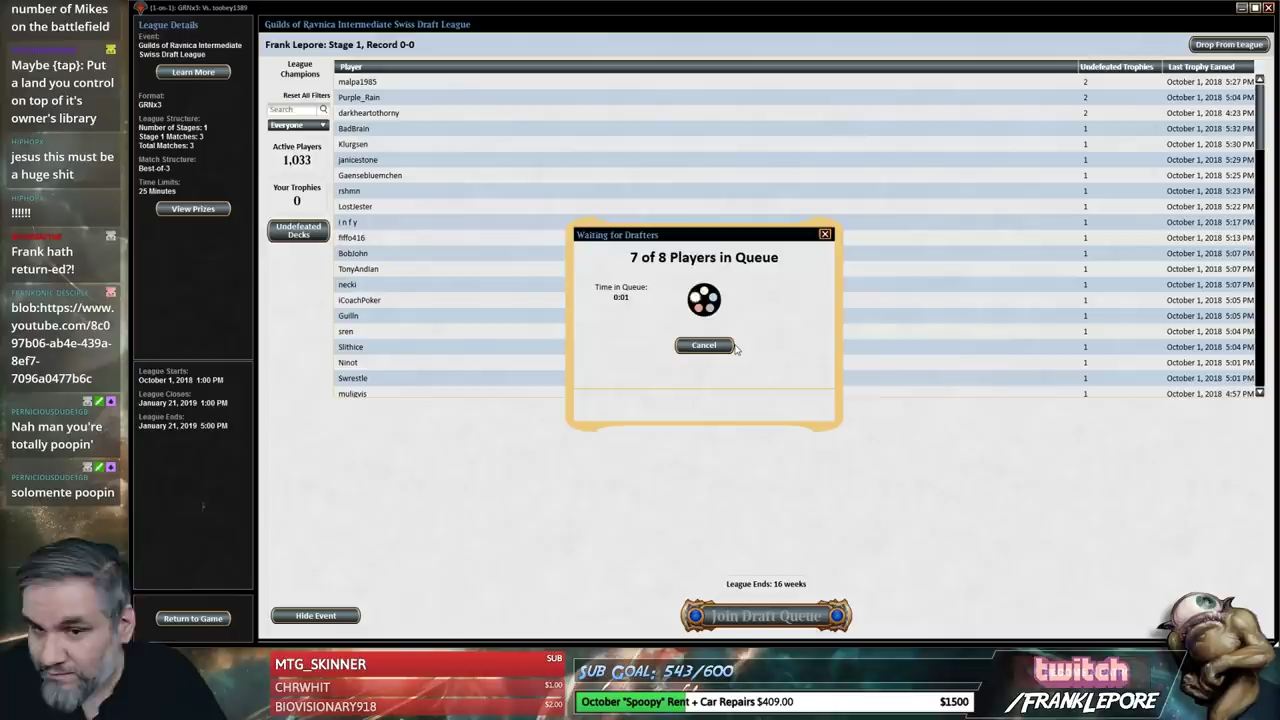 number of Mikes
on the battlefield
Maybe {tap}: Put
a land you control
on top of it's
owner's library
HIPHOPX
jesus this must be
a huge shit
HIPHOPX
!!!!!!
Frank hath
return-ed?!
FRANKONIC_DESCIPLE
blob:https://www.
youtube.com/8c0
97b06-ab4e-439a-
8ef7-
7096a0477b6c
PERNICIOUSDUDE1GB
Nah man you're
totally poopin'
PERNICIOUSDUDE1GB
solomente poopin
(1-on-1): GRNx3: Vs. toohey1389
League Details
Event:
Guilds of Ravnica Intermediate
Swiss Draft League
Learn More
Format:
GRNx3
League Structure:
Number of Stages: 1
Stage 1 Matches: 3
Total Matches: 3
Match Structure:
Best-of-3
Time Limits:
25 Minutes
View Prizes
League Starts:
October 1, 2018 1:00 PM
League Closes:
January 21, 2019 1:00 PM
League Ends:
January 21, 2019 5:00 PM
Return to Game
Guilds of Ravnica Intermediate Swiss Draft League
Frank Lepore: Stage 1, Record 0-0
Drop From League
League
Champions
Reset All Filters
Search
Everyone
Active Players
1,033
Your Trophies
0
Undefeated
Decks
Player Undefeated Trophies Last Trophy Earned
malpa1985 2 October 1, 2018 5:27 PM
Purple_Rain 2 October 1, 2018 5:04 PM
darkheartothorny 2 October 1, 2018 4:23 PM
BadBrain 1 October 1, 2018 5:32 PM
Klurgsen 1 October 1, 2018 5:30 PM
janicestone 1 October 1, 2018 5:29 PM
Gaensebluemchen 1 October 1, 2018 5:25 PM
rshmn 1 October 1, 2018 5:23 PM
LostJester 1 October 1, 2018 5:22 PM
i n f y 1 October 1, 2018 5:17 PM
fiffo416 1 October 1, 2018 5:13 PM
BobJohn 1 October 1, 2018 5:07 PM
TonyAndIan 1 October 1, 2018 5:07 PM
necki 1 October 1, 2018 5:07 PM
iCoachPoker 1 October 1, 2018 5:05 PM
Guilln 1 October 1, 2018 5:05 PM
sren 1 October 1, 2018 5:04 PM
Slithice 1 October 1, 2018 5:04 PM
Ninot 1 October 1, 2018 5:02 PM
Swrestle 1 October 1, 2018 5:01 PM
muligvis 1 October 1, 2018 4:57 PM
Waiting for Drafters
7 of 8 Players in Queue
Time in Queue:
0:01
Cancel
League Ends: 16 weeks
Hide Event
Join Draft Queue
MTG_SKINNER SUB
CHRWHIT $1.00
BIOVISIONARY918 $2.00
SUB GOAL: 543/600
October "Spoopy" Rent + Car Repairs $409.00 $1500
twitch
/FRANKLEPORE